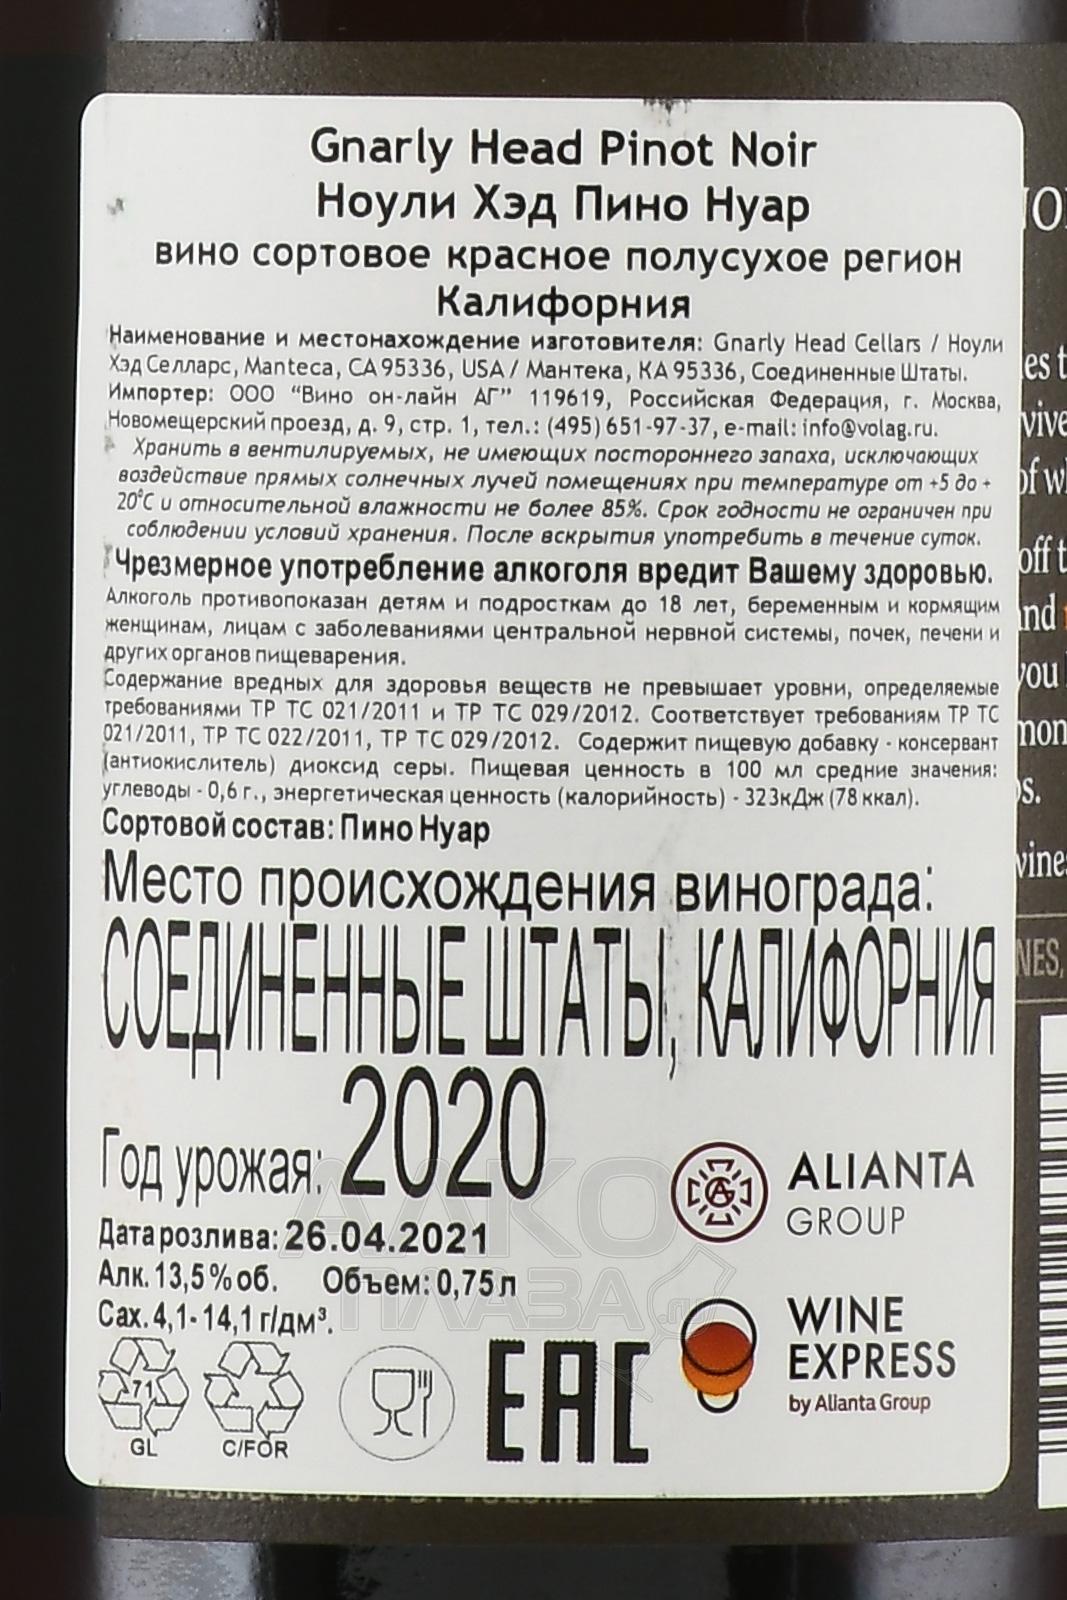 Gnarly Head Pinot Noir
Ноули Хэд Пино Нуар
вино сортовое красное полусухое регион
Калифорния
Наименование и местонахождение изготовителя: Gnarly Head Cellars / Ноули
Хэд Селларс, Manteca, CA 95336, USA / Мантека, КА 95336, Соединенные Штаты.
Импортер: ООО "Вино он-лайн АГ" 119619, Российская Федерация, г. Москва,
Новомещерский проезд, д. 9, стр. 1, тел.: (495) 651-97-37, e-mail: info@volag.ru.
Хранить в вентилируемых, не имеющих постороннего запаха, исключающих
воздействие прямых солнечных лучей помещениях при температуре от +5 до +
20°С и относительной влажности не более 85%. Срок годности не ограничен при
соблюдении условий хранения. После вскрытия употребить в течение суток.
Чрезмерное употребление алкоголя вредит Вашему здоровью.
Алкоголь противопоказан детям и подросткам до 18 лет, беременным и кормящим
женщинам, лицам с заболеваниями центральной нервной системы, почек, печени и
других органов пищеварения.
Содержание вредных для здоровья веществ не превышает уровни, определяемые
требованиями ТР ТС 021/2011 и ТР ТС 029/2012. Соответствует требованиям ТР ТС
021/2011, ТР ТС 022/2011, ТР ТС 029/2012. Содержит пищевую добавку - консервант
(антиокислитель) диоксид серы. Пищевая ценность в 100 мл средние значения:
углеводы - 0,6 г., энергетическая ценность (калорийность) - 323кДж (78 ккал).
Сортовой состав: Пино Нуар
Место происхождения винограда:
СОЕДИНЕННЫЕ ШТАТЫ, КАЛИФОРНИЯ
Год урожая: 2020
Дата розлива: 26.04.2021
Алк. 13,5% об. Объем: 0,75 л
Сах. 4,1- 14,1 г/дм³.
ALIANTA
GROUP
WINE
EXPRESS
by Alianta Group
71
GL
C/FOR
EAC
АЛКО
ПЛАЗА
.ru